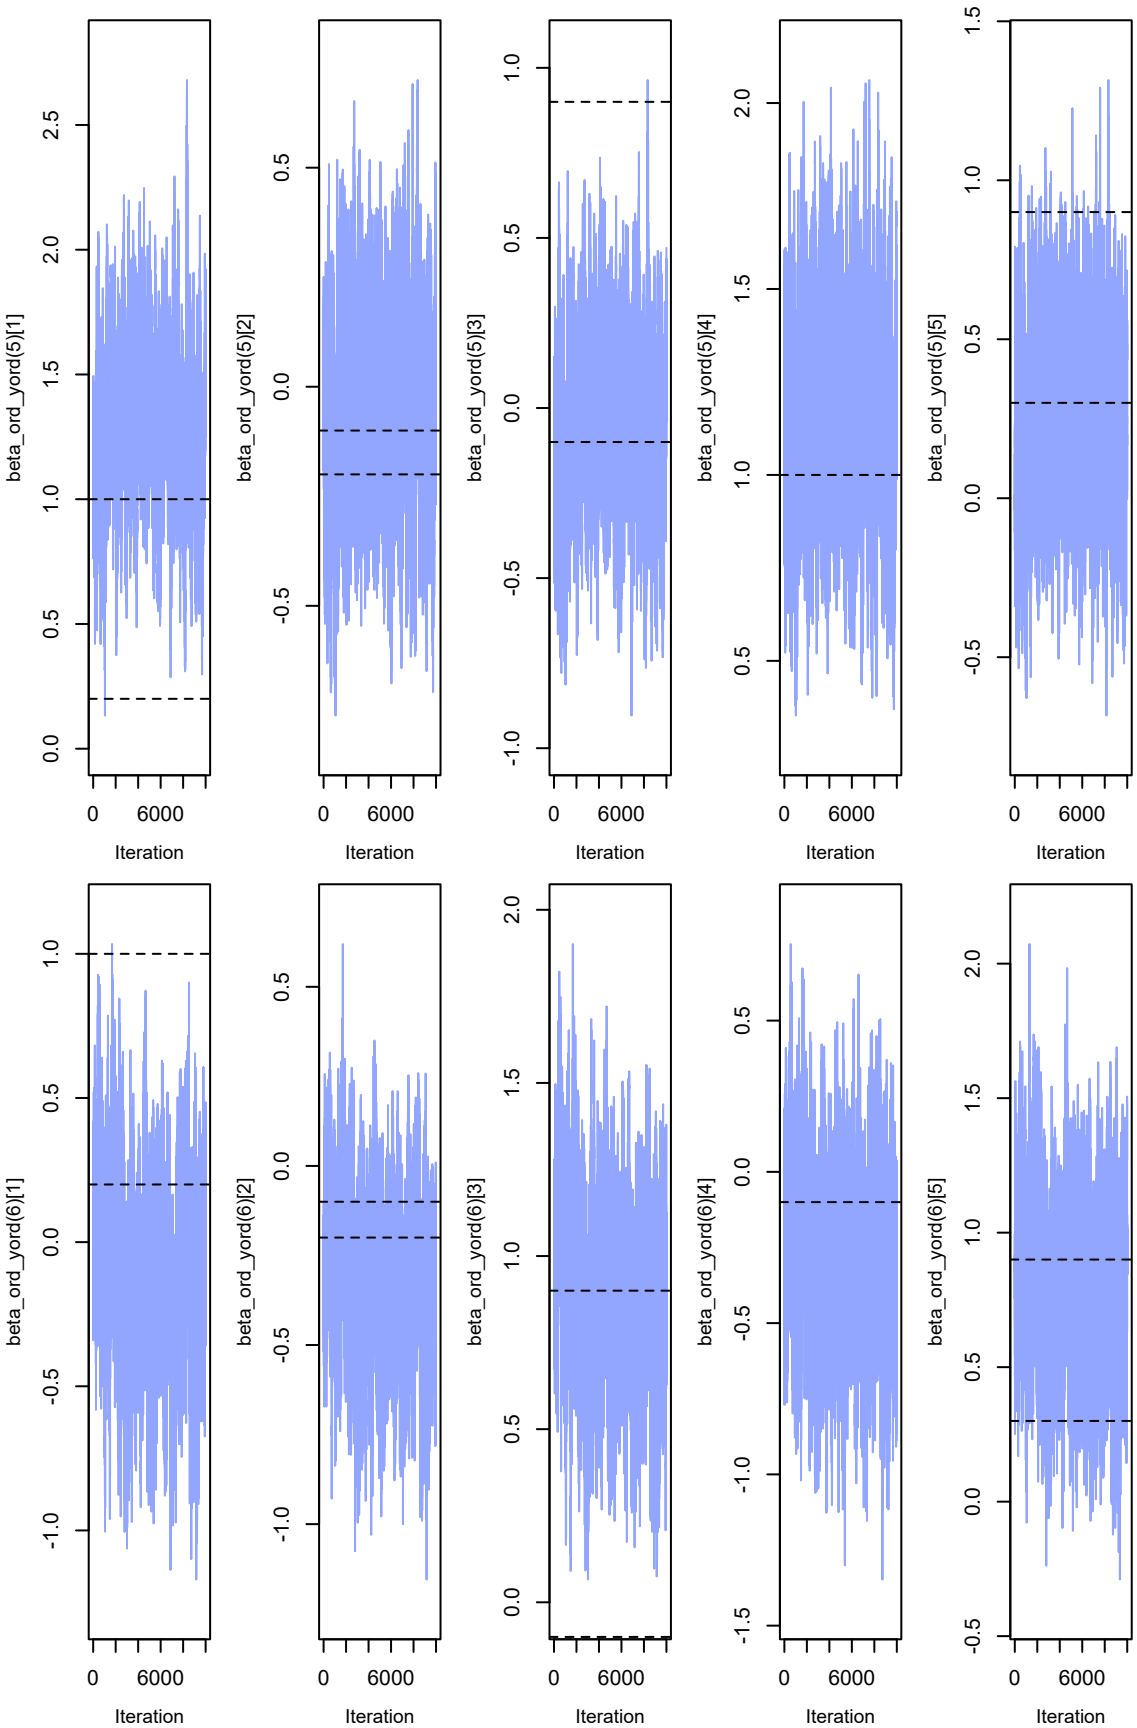 beta_ord_yord(5)[1]
0.0 0.5 1.0 1.5 2.0 2.5
0 6000
Iteration
beta_ord_yord(5)[2]
-0.5 0.0 0.5
0 6000
Iteration
beta_ord_yord(5)[3]
-1.0 -0.5 0.0 0.5 1.0
0 6000
Iteration
beta_ord_yord(5)[4]
0.5 1.0 1.5 2.0
0 6000
Iteration
beta_ord_yord(5)[5]
-0.5 0.0 0.5 1.0 1.5
0 6000
Iteration
beta_ord_yord(6)[1]
-1.0 -0.5 0.0 0.5 1.0
0 6000
Iteration
beta_ord_yord(6)[2]
-1.0 -0.5 0.0 0.5
0 6000
Iteration
beta_ord_yord(6)[3]
0.0 0.5 1.0 1.5 2.0
0 6000
Iteration
beta_ord_yord(6)[4]
-1.5 -1.0 -0.5 0.0 0.5
0 6000
Iteration
beta_ord_yord(6)[5]
-0.5 0.0 0.5 1.0 1.5 2.0
0 6000
Iteration